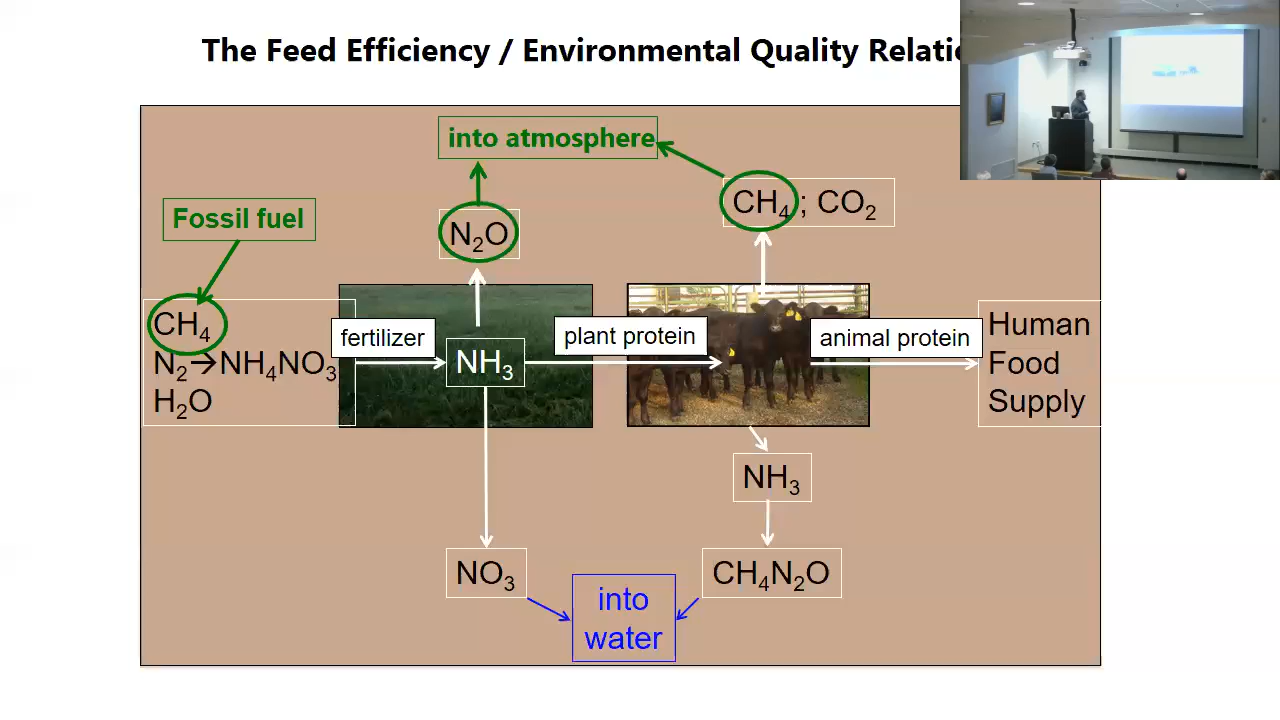 The Feed Efficiency / Environmental Quality
into atmosphere
CH₄ ; CO₂
Fossil fuel
N₂O
CH₄
N₂→NH₄NO₃
H₂O
fertilizer
NH₃
plant protein
animal protein
Human
Food
Supply
NH₃
NO₃
CH₄N₂O
into
water